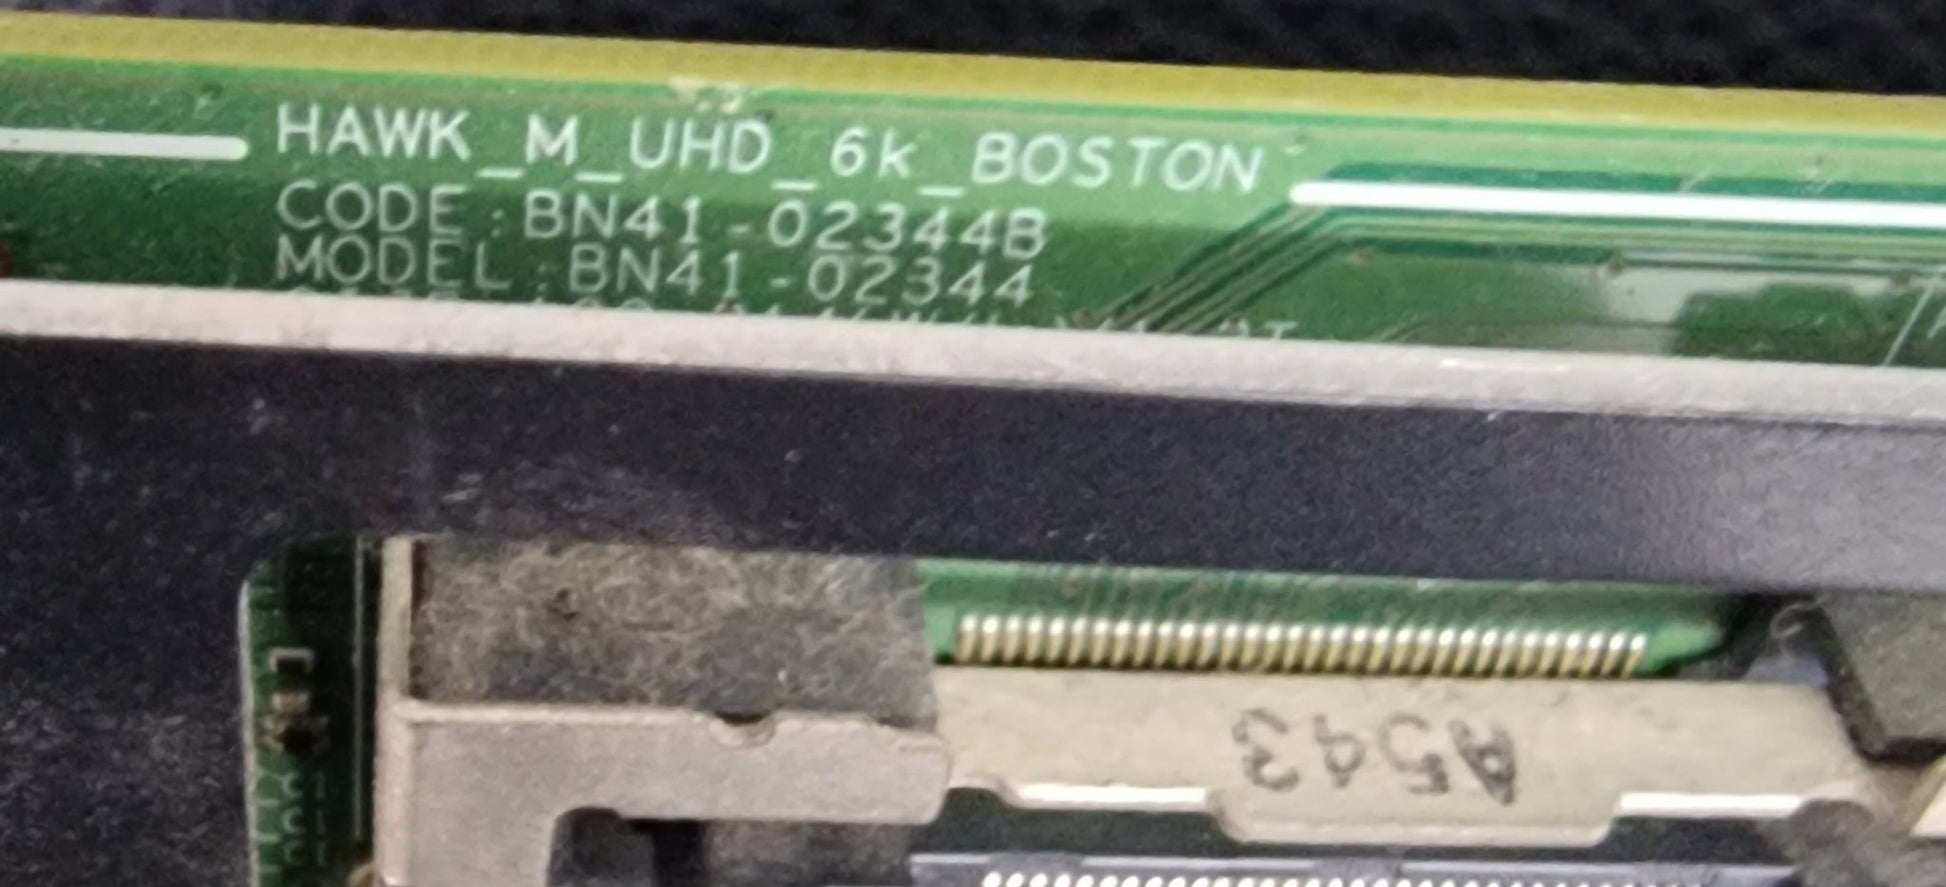 HAWK_M_UHD_6k_BOSTON
CODE:BN41-02344B
MODEL:BN41-02344
A543